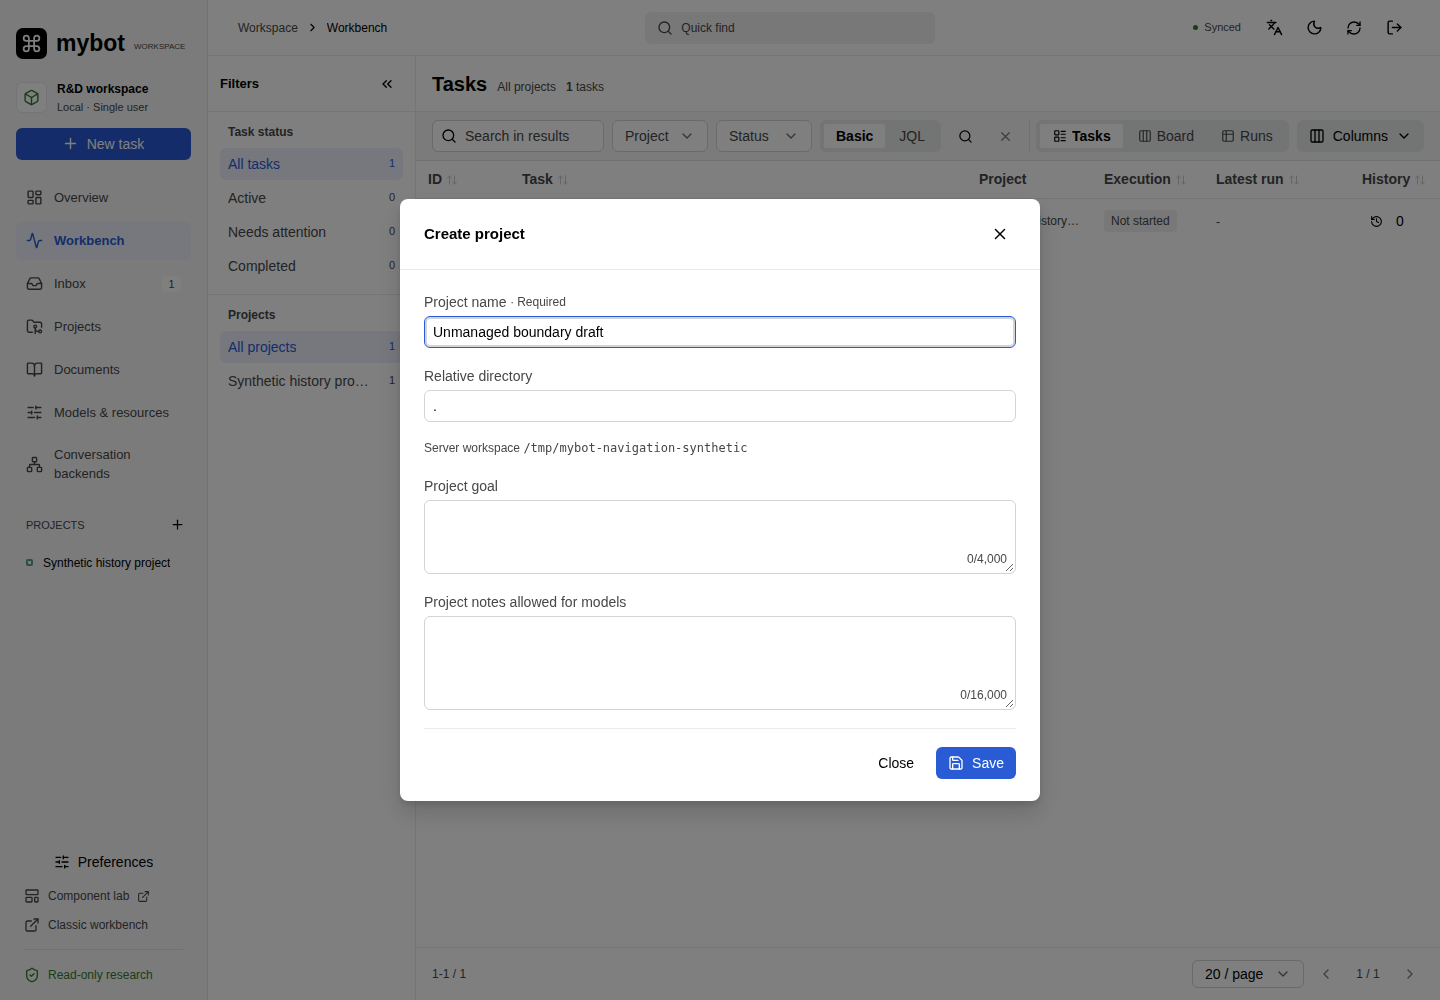 mybot WORKSPACE
R&D workspace
Local · Single user
New task
Overview
Workbench
Inbox 1
Projects
Documents
Models & resources
Conversation
backends
PROJECTS
Synthetic history project
Preferences
Component lab
Classic workbench
Read-only research
Workspace Workbench
Quick find
Synced
Filters
Task status
All tasks 1
Active 0
Needs attention 0
Completed 0
Projects
All projects 1
Synthetic history pro… 1
Tasks All projects 1 tasks
Search in results Project Status Basic JQL Tasks Board Runs Columns
ID Task Project Execution Latest run History
istory… Not started - 0
Create project
Project name · Required
Unmanaged boundary draft
Relative directory
.
Server workspace /tmp/mybot-navigation-synthetic
Project goal
0/4,000
Project notes allowed for models
0/16,000
Close Save
1-1 / 1 20 / page 1 / 1